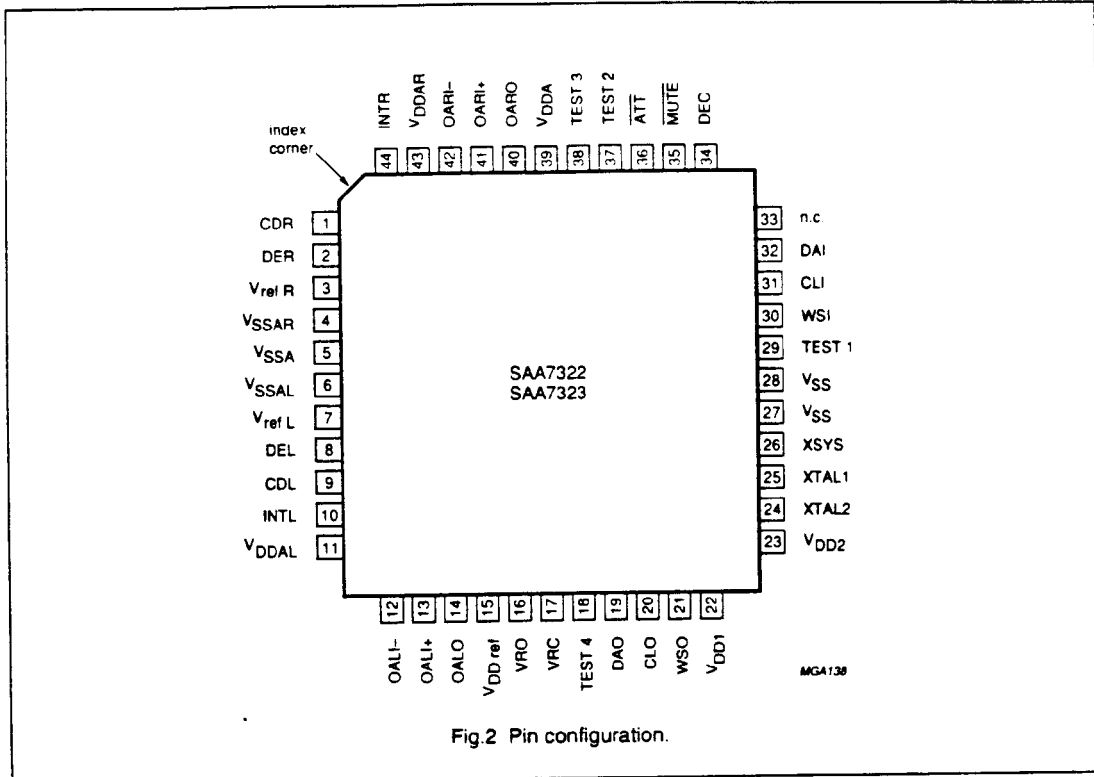 INTR
VDDAR
OARI-
OARI+
OARO
VDDA
TEST 3
TEST 2
ATT
MUTE
DEC
index
corner
44
43
42
41
40
39
38
37
36
35
34
CDR 1
DER 2
Vref R 3
VSSAR 4
VSSA 5
VSSAL 6
Vref L 7
DEL 8
CDL 9
INTL 10
VDDAL 11
SAA7322
SAA7323
33 n.c.
32 DAI
31 CLI
30 WSI
29 TEST 1
28 VSS
27 VSS
26 XSYS
25 XTAL1
24 XTAL2
23 VDD2
12
13
14
15
16
17
18
19
20
21
22
OALI-
OALI+
OALO
VDD ref
VRO
VRC
TEST 4
DAO
CLO
WSO
VDD1
MGA138
Fig.2 Pin configuration.